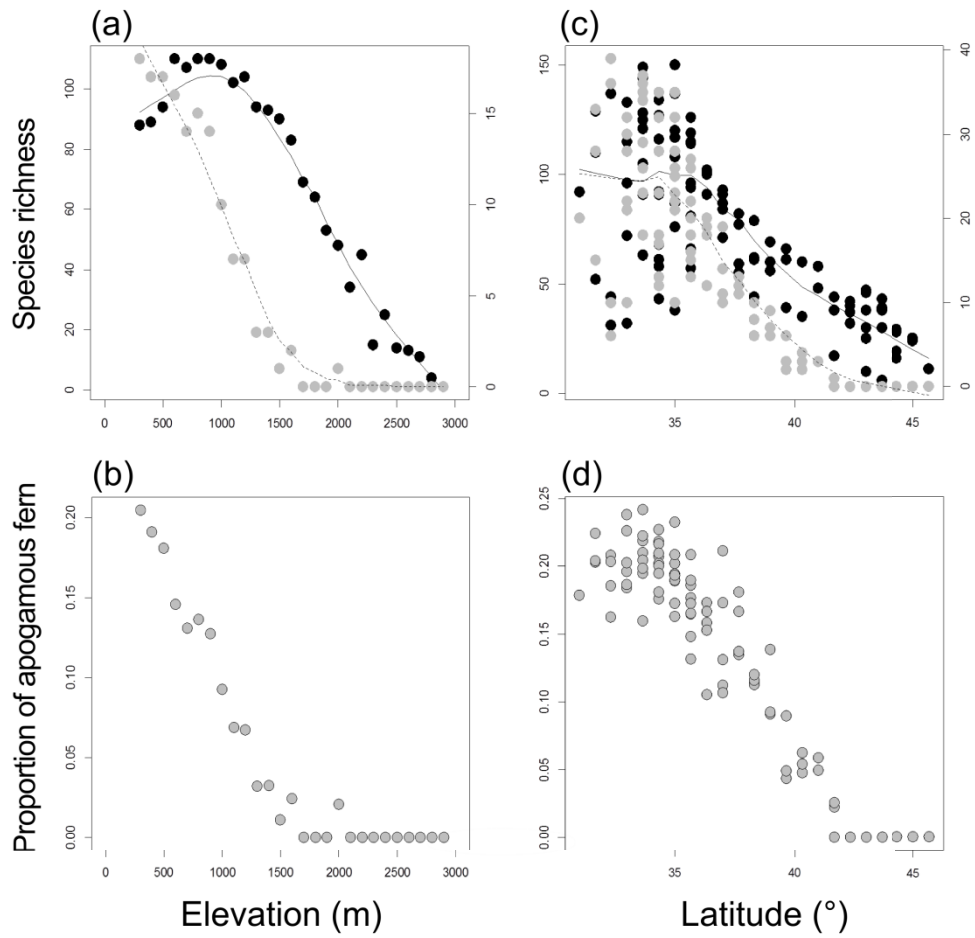 (a)
(c)
Species richness
100
80
60
40
20
0
15
10
5
0
0 500 1000 1500 2000 2500 3000
150
100
50
0
40
30
20
10
0
35 40 45
(b)
(d)
Proportion of apogamous fern
0.20
0.15
0.10
0.05
0.00
0 500 1000 1500 2000 2500 3000
0.25
0.20
0.15
0.10
0.05
0.00
35 40 45
Elevation (m)
Latitude (°)